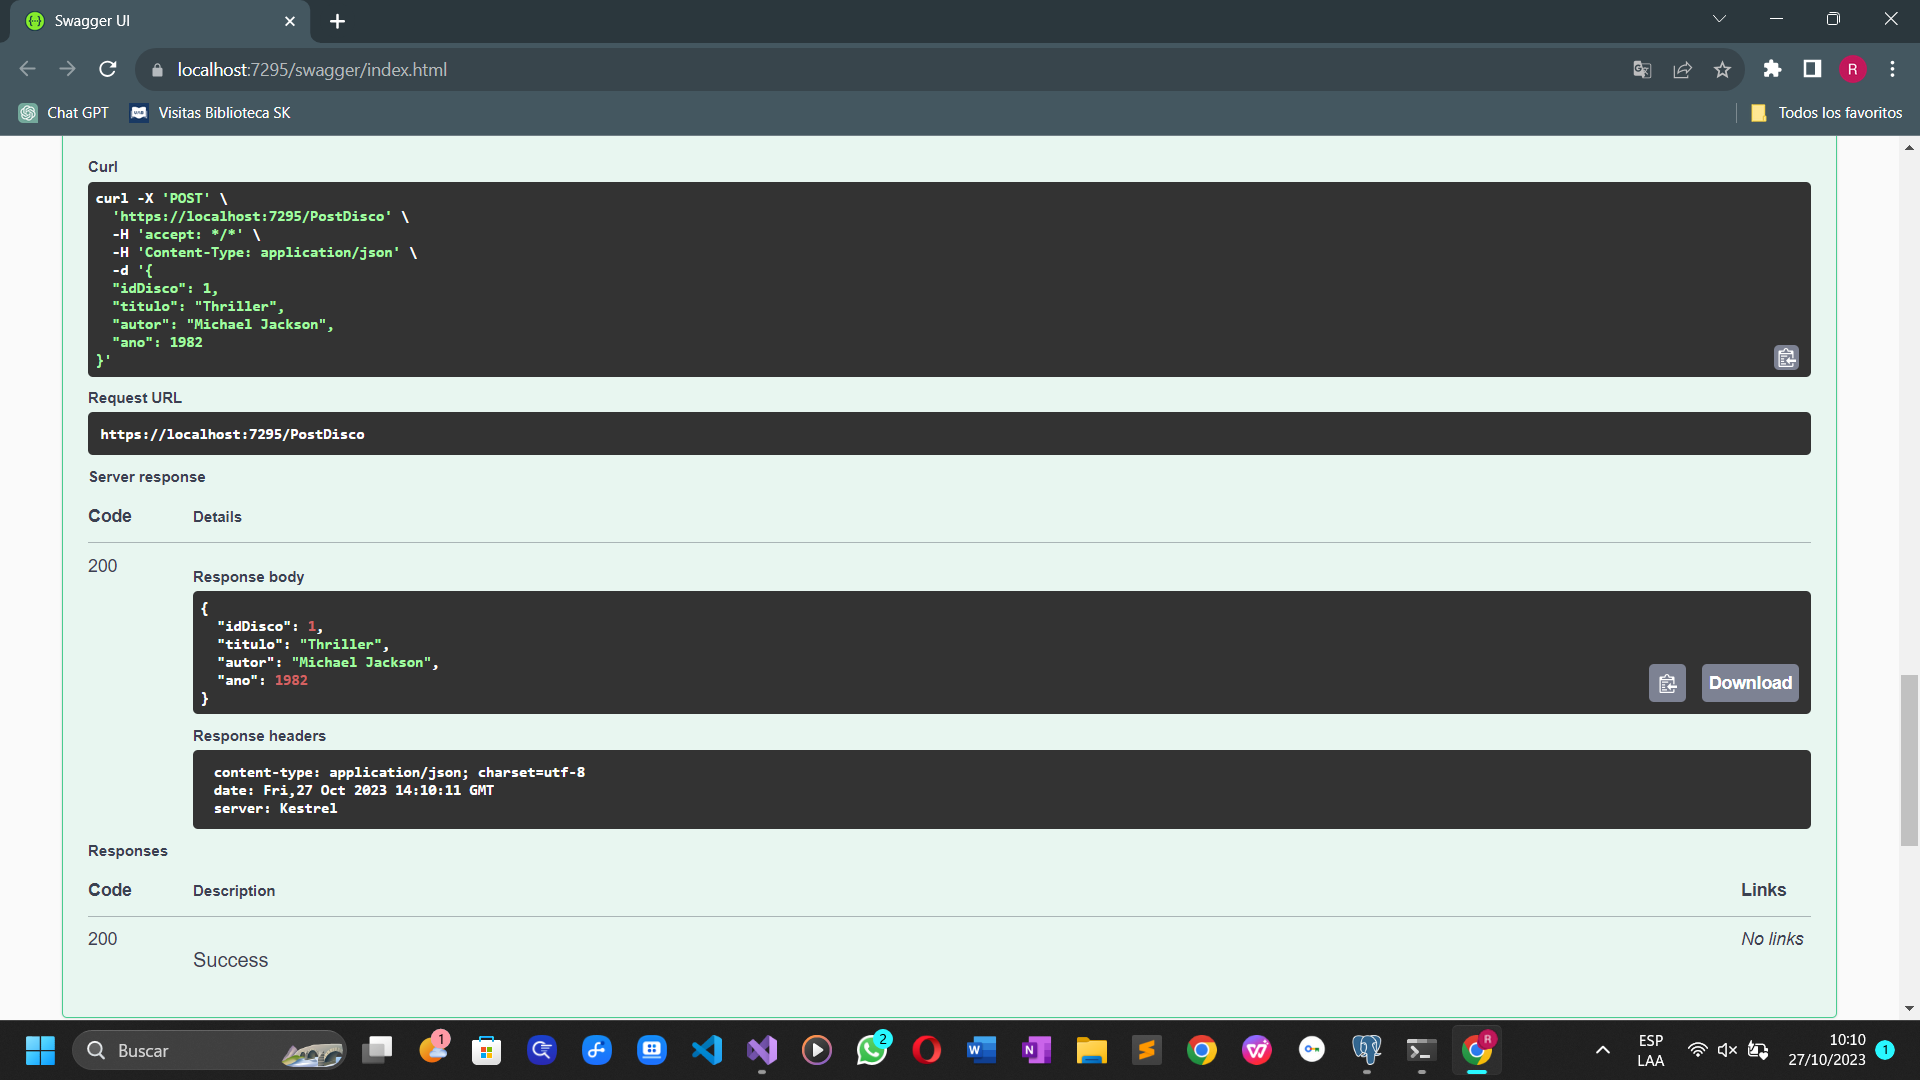 Swagger UI
localhost:7295/swagger/index.html
R
Chat GPT
Visitas Biblioteca SK
Todos los favoritos
Curl
curl -X 'POST' \
'https://localhost:7295/PostDisco' \
-H 'accept: */*' \
-H 'Content-Type: application/json' \
-d '{
"idDisco": 1,
"titulo": "Thriller",
"autor": "Michael Jackson",
"ano": 1982
}'
Request URL
https://localhost:7295/PostDisco
Server response
Code Details
200
Response body
{
"idDisco": 1,
"titulo": "Thriller",
"autor": "Michael Jackson",
"ano": 1982
}
Download
Response headers
content-type: application/json; charset=utf-8
date: Fri,27 Oct 2023 14:10:11 GMT
server: Kestrel
Responses
Code Description Links
200 No links
Success
Buscar
1
2
R
ESP
LAA
10:10
27/10/2023
1